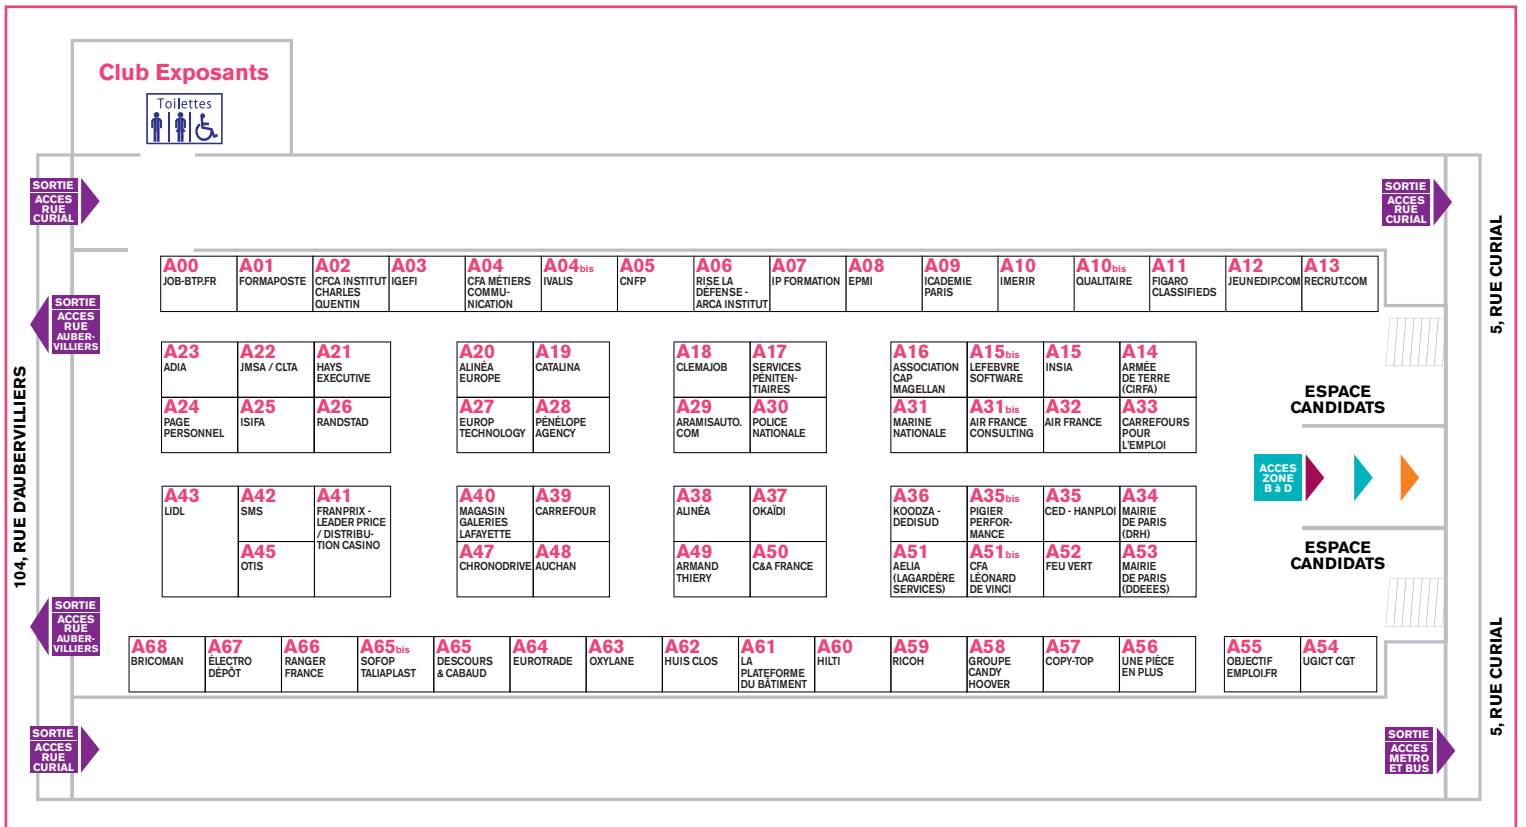 Club Exposants
Toilettes
SORTIE
ACCES
RUE
CURIAL
SORTIE
ACCES
RUE
CURIAL
5, RUE CURIAL
A00
JOB-BTP.FR
A01
FORMAPOSTE
A02
CFCA INSTITUT
CHARLES
QUENTIN
A03
IGEFI
A04
CFA MÉTIERS
COMMU-
NICATION
A04bis
IVALIS
A05
CNFP
A06
RISE LA
DÉFENSE -
ARCA INSTITUT
A07
IP FORMATION
A08
EPMI
A09
ICADEMIE
PARIS
A10
IMERIR
A10bis
QUALITAIRE
A11
FIGARO
CLASSIFIEDS
A12
JEUNEDIP.COM
A13
RECRUT.COM
SORTIE
ACCES
RUE
AUBER-
VILLIERS
A23
ADIA
A22
JMSA / CLTA
A21
HAYS
EXECUTIVE
A20
ALINÉA
EUROPE
A19
CATALINA
A18
CLEMAJOB
A17
SERVICES
PÉNITEN-
TIAIRES
A16
ASSOCIATION
CAP
MAGELLAN
A15bis
LEFEBVRE
SOFTWARE
A15
INSIA
A14
ARMÉE
DE TERRE
(CIRFA)
A24
PAGE
PERSONNEL
A25
ISIFA
A26
RANDSTAD
A27
EUROP
TECHNOLOGY
A28
PÉNÉLOPE
AGENCY
A29
ARAMISAUTO.
COM
A30
POLICE
NATIONALE
A31
MARINE
NATIONALE
A31bis
AIR FRANCE
CONSULTING
A32
AIR FRANCE
A33
CARREFOURS
POUR
L'EMPLOI
ESPACE
CANDIDATS
ACCES
ZONE
B à D
104, RUE D'AUBERVILLIERS
A43
LIDL
A42
SMS
A41
FRANPRIX -
LEADER PRICE
/ DISTRIBU-
TION CASINO
A40
MAGASIN
GALERIES
LAFAYETTE
A39
CARREFOUR
A38
ALINÉA
A37
OKAÏDI
A36
KOODZA -
DEDISUD
A35bis
PIGIER
PERFOR-
MANCE
A35
CED - HANPLOI
A34
MAIRIE
DE PARIS
(DRH)
A45
OTIS
A47
CHRONODRIVE
A48
AUCHAN
A49
ARMAND
THIERY
A50
C&A FRANCE
A51
AELIA
(LAGARDÈRE
SERVICES)
A51bis
CFA
LÉONARD
DE VINCI
A52
FEU VERT
A53
MAIRIE
DE PARIS
(DDEEES)
ESPACE
CANDIDATS
SORTIE
ACCES
RUE
AUBER-
VILLIERS
A68
BRICOMAN
A67
ÉLECTRO
DÉPÔT
A66
RANGER
FRANCE
A65bis
SOFOP
TALIAPLAST
A65
DESCOURS
& CABAUD
A64
EUROTRADE
A63
OXYLANE
A62
HUIS CLOS
A61
LA
PLATEFORME
DU BÂTIMENT
A60
HILTI
A59
RICOH
A58
GROUPE
CANDY
HOOVER
A57
COPY-TOP
A56
UNE PIÈCE
EN PLUS
A55
OBJECTIF
EMPLOI.FR
A54
UGICT CGT
5, RUE CURIAL
SORTIE
ACCES
RUE
CURIAL
SORTIE
ACCES
METRO
ET BUS